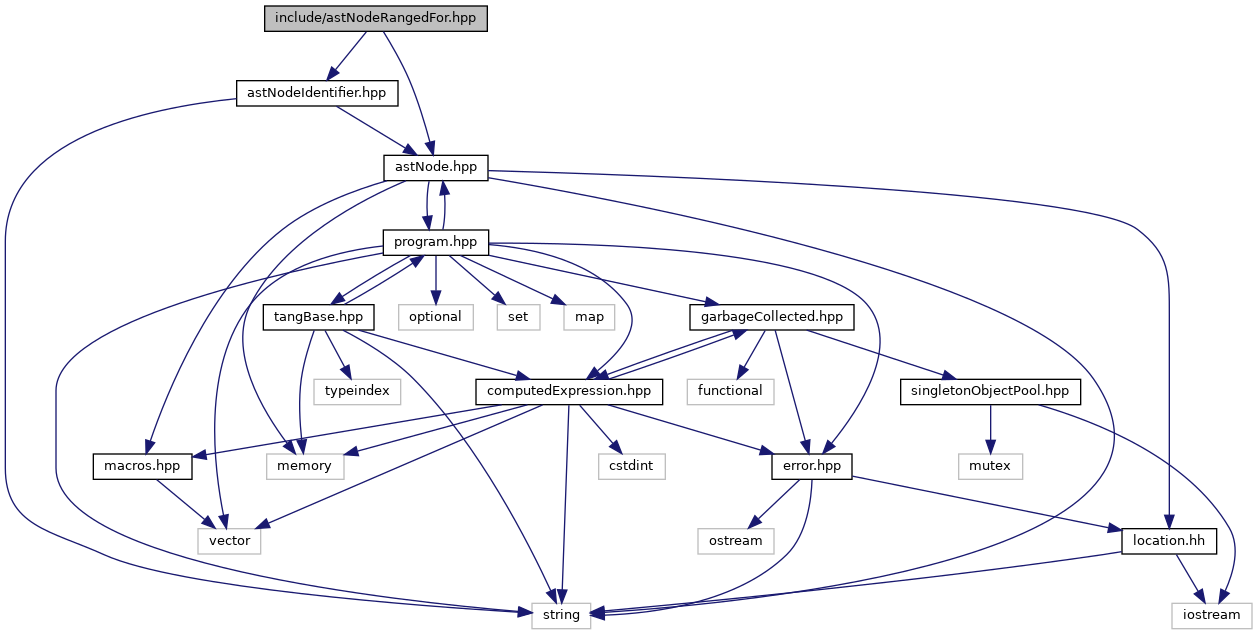 include/astNodeRangedFor.hpp
astNodeIdentifier.hpp
astNode.hpp
program.hpp
tangBase.hpp
optional
set
map
garbageCollected.hpp
typeindex
computedExpression.hpp
functional
singletonObjectPool.hpp
macros.hpp
memory
cstdint
error.hpp
mutex
vector
ostream
location.hh
string
iostream